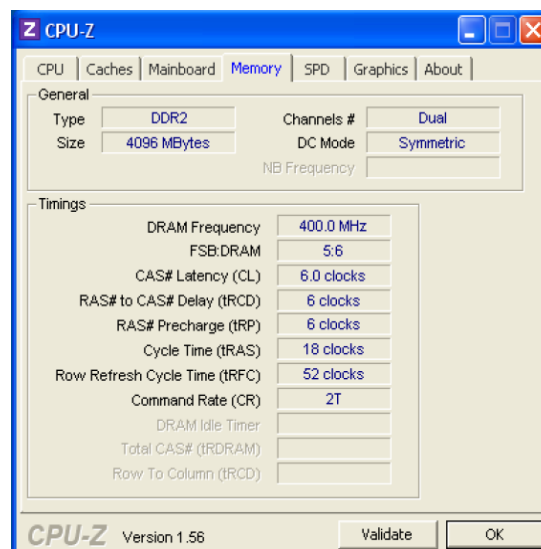 Z CPU-Z
CPU Caches Mainboard Memory SPD Graphics About
General
Type DDR2 Channels # Dual
Size 4096 MBytes DC Mode Symmetric
NB Frequency
Timings
DRAM Frequency 400.0 MHz
FSB:DRAM 5:6
CAS# Latency (CL) 6.0 clocks
RAS# to CAS# Delay (tRCD) 6 clocks
RAS# Precharge (tRP) 6 clocks
Cycle Time (tRAS) 18 clocks
Row Refresh Cycle Time (tRFC) 52 clocks
Command Rate (CR) 2T
DRAM Idle Timer
Total CAS# (tRDRAM)
Row To Column (tRCD)
CPU-Z Version 1.56 Validate OK